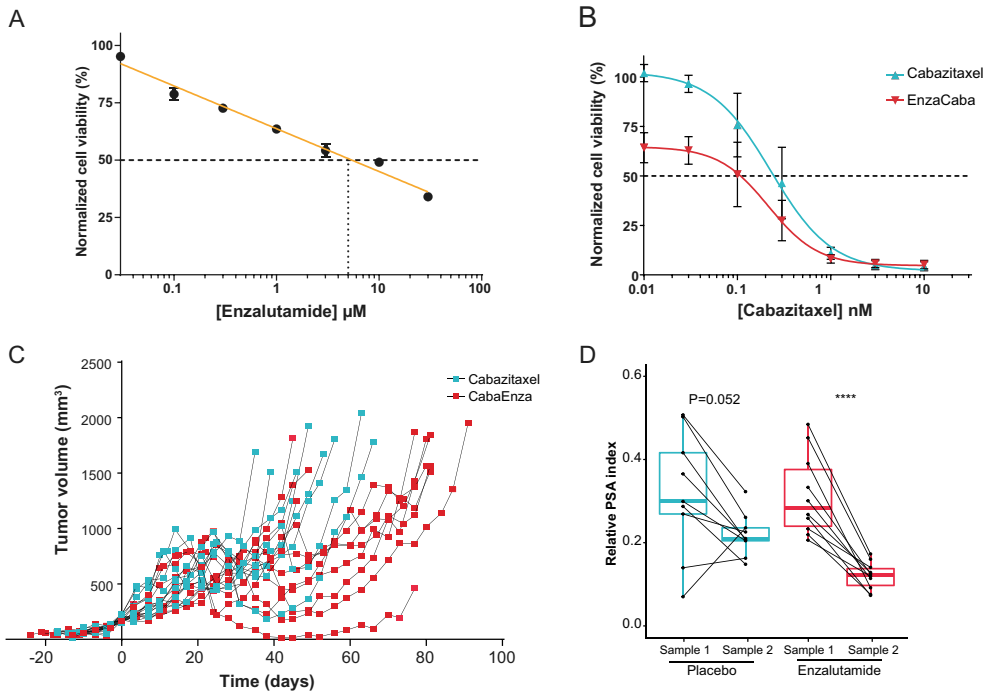 A
Normalized cell viability (%)
100
75
50
25
0
0.1
1
10
100
[Enzalutamide] µM
B
Normalized cell viability (%)
100
75
50
25
0
0.01
0.1
1
10
[Cabazitaxel] nM
Cabazitaxel
EnzaCaba
C
Tumor volume (mm³)
2500
2000
1500
1000
500
-20
0
20
40
60
80
100
Time (days)
Cabazitaxel
CabaEnza
D
Relative PSA index
0.6
0.4
0.2
0.0
P=0.052
****
Sample 1 Sample 2 Sample 1 Sample 2
Placebo Enzalutamide